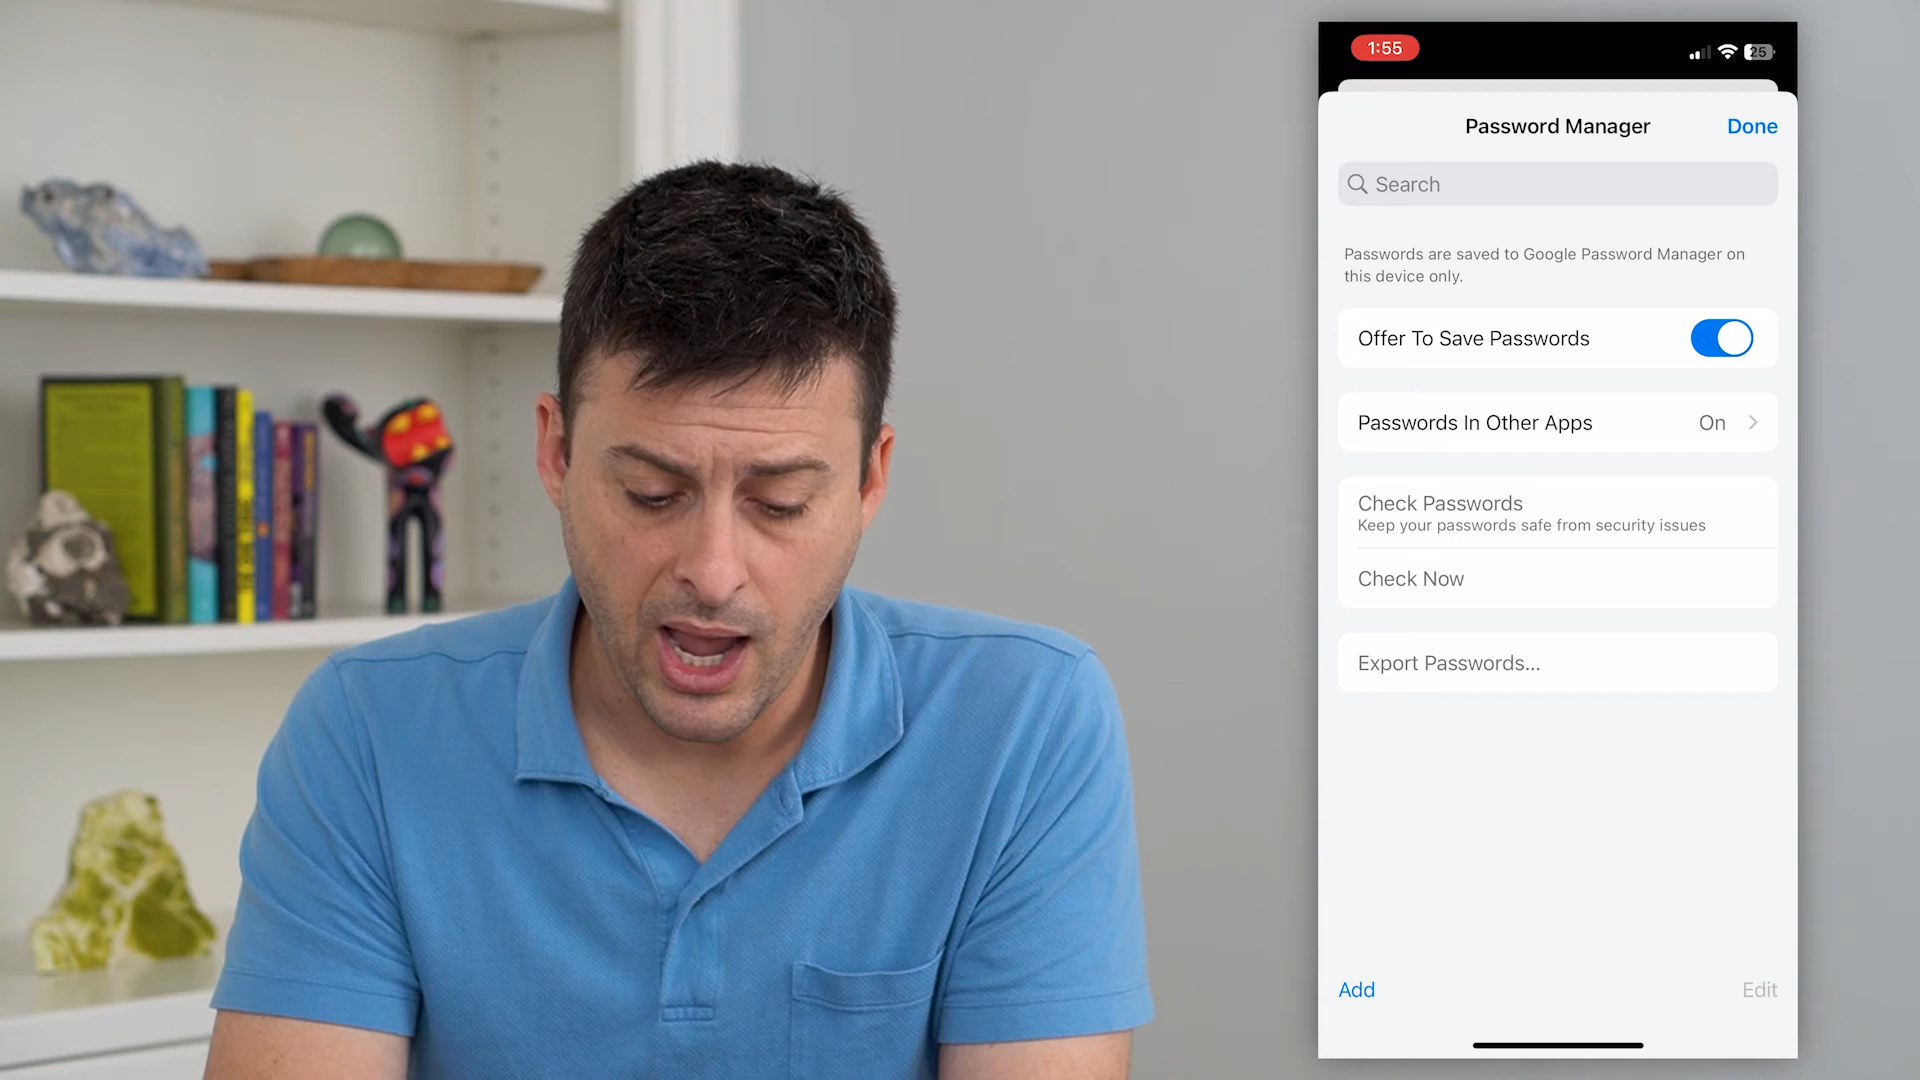 1:55
25
Password Manager
Done
Search
Passwords are saved to Google Password Manager on
this device only.
Offer To Save Passwords
Passwords In Other Apps
On
Check Passwords
Keep your passwords safe from security issues
Check Now
Export Passwords...
Add
Edit